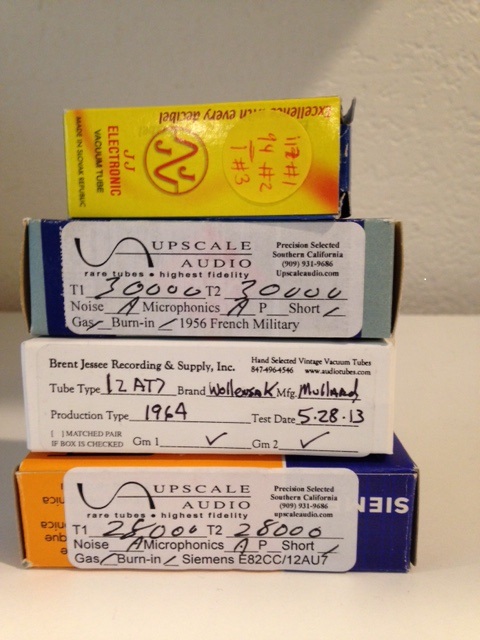 Excellence with every decibel
JJ
ELECTRONIC
VACUUM TUBE
MADE IN SLOVAK REPUBLIC
117 #1
94 #2
1 #3
UPSCALE
AUDIO
rare tubes • highest fidelity
Precision Selected
Southern California
(909) 931-9686
Upscaleaudio.com
T1 30000 T2 30000
Noise A Microphonics A P Short ✓
Gas ✓ Burn-in ✓ 1956 French Military
Brent Jessee Recording & Supply, Inc.
Hand Selected Vintage Vacuum Tubes
847-496-4546 www.audiotubes.com
Tube Type 12AT7 Brand Wollensak Mfg. Mullard
Production Type 1964 Test Date 5-28-13
[ ] MATCHED PAIR
IF BOX IS CHECKED Gm 1 ✓ Gm 2 ✓
UPSCALE
AUDIO
rare tubes • highest fidelity
Precision Selected
Southern California
(909) 931-9686
upscaleaudio.com
T1 28000 T2 28000
Noise A Microphonics A P Short ✓
Gas ✓ Burn-in ✓ Siemens E82CC/12AU7
SIEM